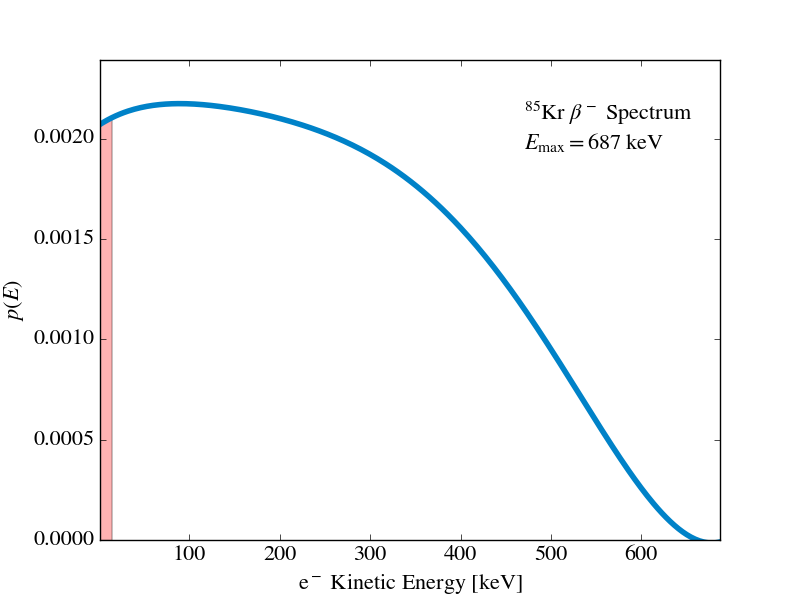 ⁸⁵Kr β⁻ Spectrum
E_max = 687 keV
0.0020
0.0015
0.0010
0.0005
0.0000
p(E)
100 200 300 400 500 600
e⁻ Kinetic Energy [keV]